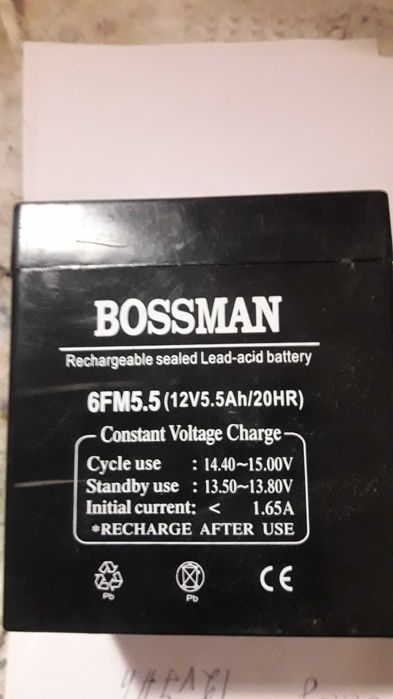 BOSSMAN
Rechargeable sealed Lead-acid battery
6FM5.5 (12V5.5Ah/20HR)
Constant Voltage Charge
Cycle use : 14.40~15.00V
Standby use : 13.50~13.80V
Initial current: < 1.65A
*RECHARGE AFTER USE
Pb Pb CE